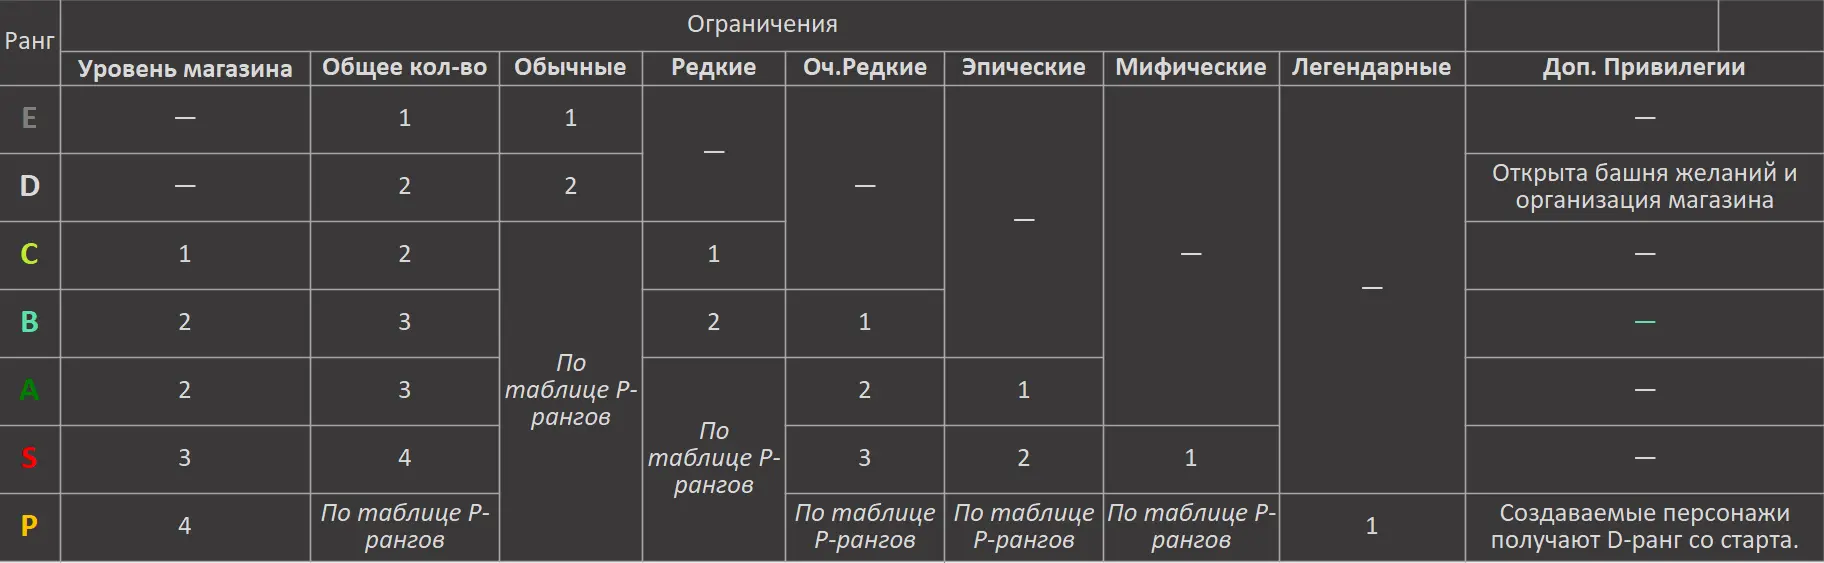 Ранг
Ограничения
Уровень магазина Общее кол-во Обычные Редкие Оч.Редкие Эпические Мифические Легендарные Доп. Привилегии
E — 1 1 — — — — — —
D — 2 2 Открыта башня желаний и
организация магазина
C 1 2 По
таблице Р-
рангов 1 —
B 2 3 2 1 —
A 2 3 По
таблице Р-
рангов 2 1 —
S 3 4 3 2 1 —
P 4 По таблице Р-
рангов По таблице
Р-рангов По таблице
Р-рангов По таблице Р-
рангов 1 Создаваемые персонажи
получают D-ранг со старта.